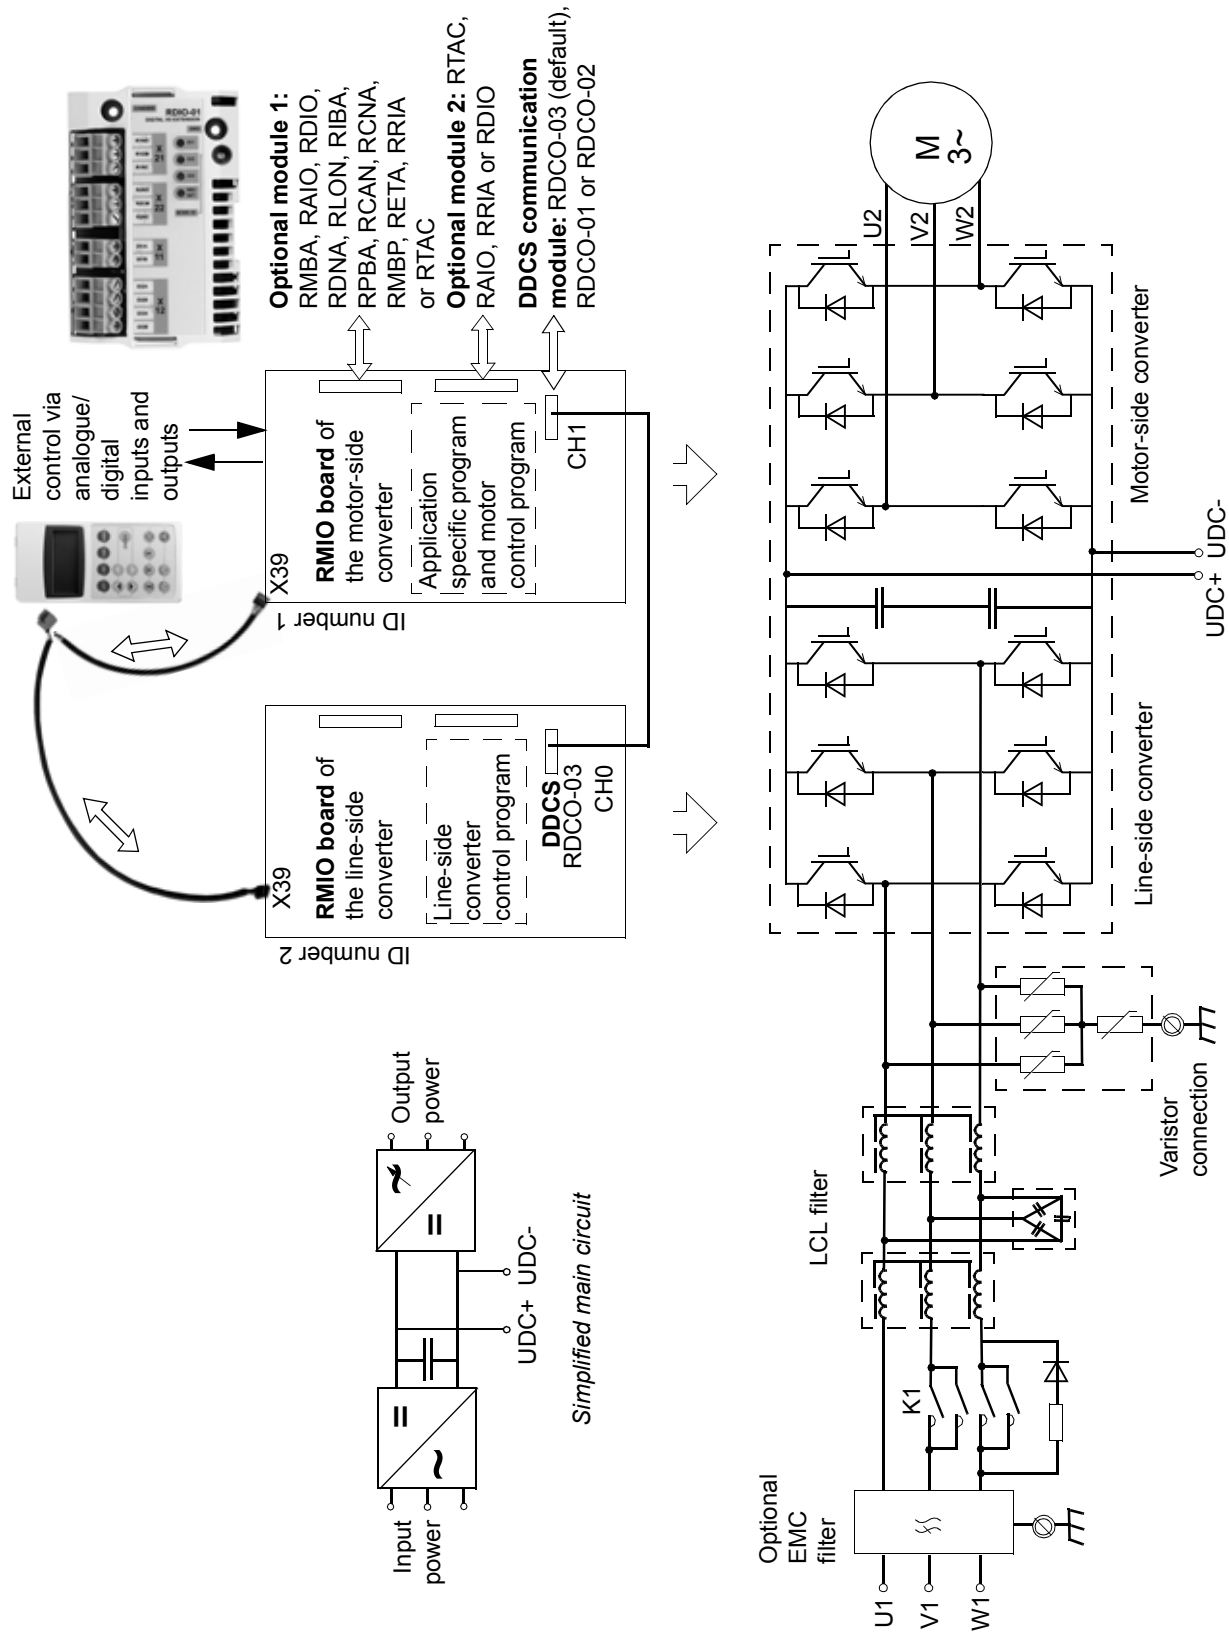 External
control via
analogue/
digital
inputs and
outputs
RDIO-01
DIGITAL I/O EXTENSION
X
21
X
22
X
11
X
12
Optional module 1:
RMBA, RAIO, RDIO,
RDNA, RLON, RIBA,
RPBA, RCAN, RCNA,
RMBP, RETA, RRIA
or RTAC
Optional module 2: RTAC,
RAIO, RRIA or RDIO
DDCS communication
module: RDCO-03 (default),
RDCO-01 or RDCO-02
ID number 2
X39
RMIO board of
the line-side
converter
Line-side
converter
control program
DDCS
RDCO-03
CH0
ID number 1
X39
RMIO board of
the motor-side
converter
Application
specific program
and motor
control program
CH1
Input
power
Output
power
UDC+
UDC-
Simplified main circuit
Optional
EMC
filter
U1
V1
W1
K1
LCL filter
Varistor
connection
Line-side converter
Motor-side converter
UDC+
UDC-
U2
V2
W2
M
3~